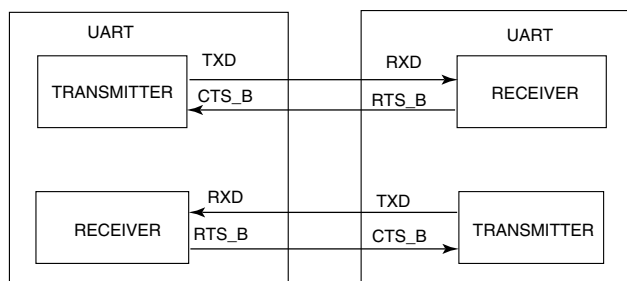 UART UART
TXD RXD
TRANSMITTER RECEIVER
CTS_B RTS_B
RXD TXD
RECEIVER TRANSMITTER
RTS_B CTS_B